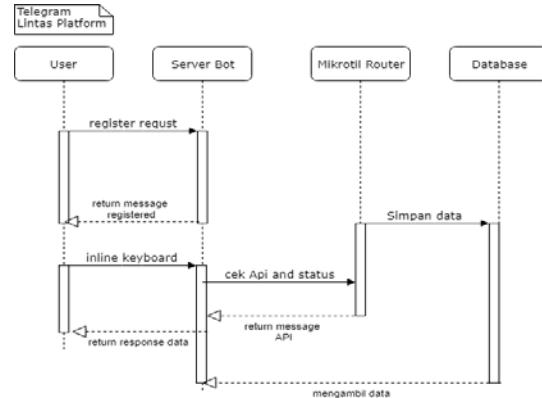 Telegram
Lintas Platform
User
Server Bot
Mikrotil Router
Database
register requst
return message
registered
Simpan data
inline keyboard
cek Api and status
return message
API
return response data
mengambil data